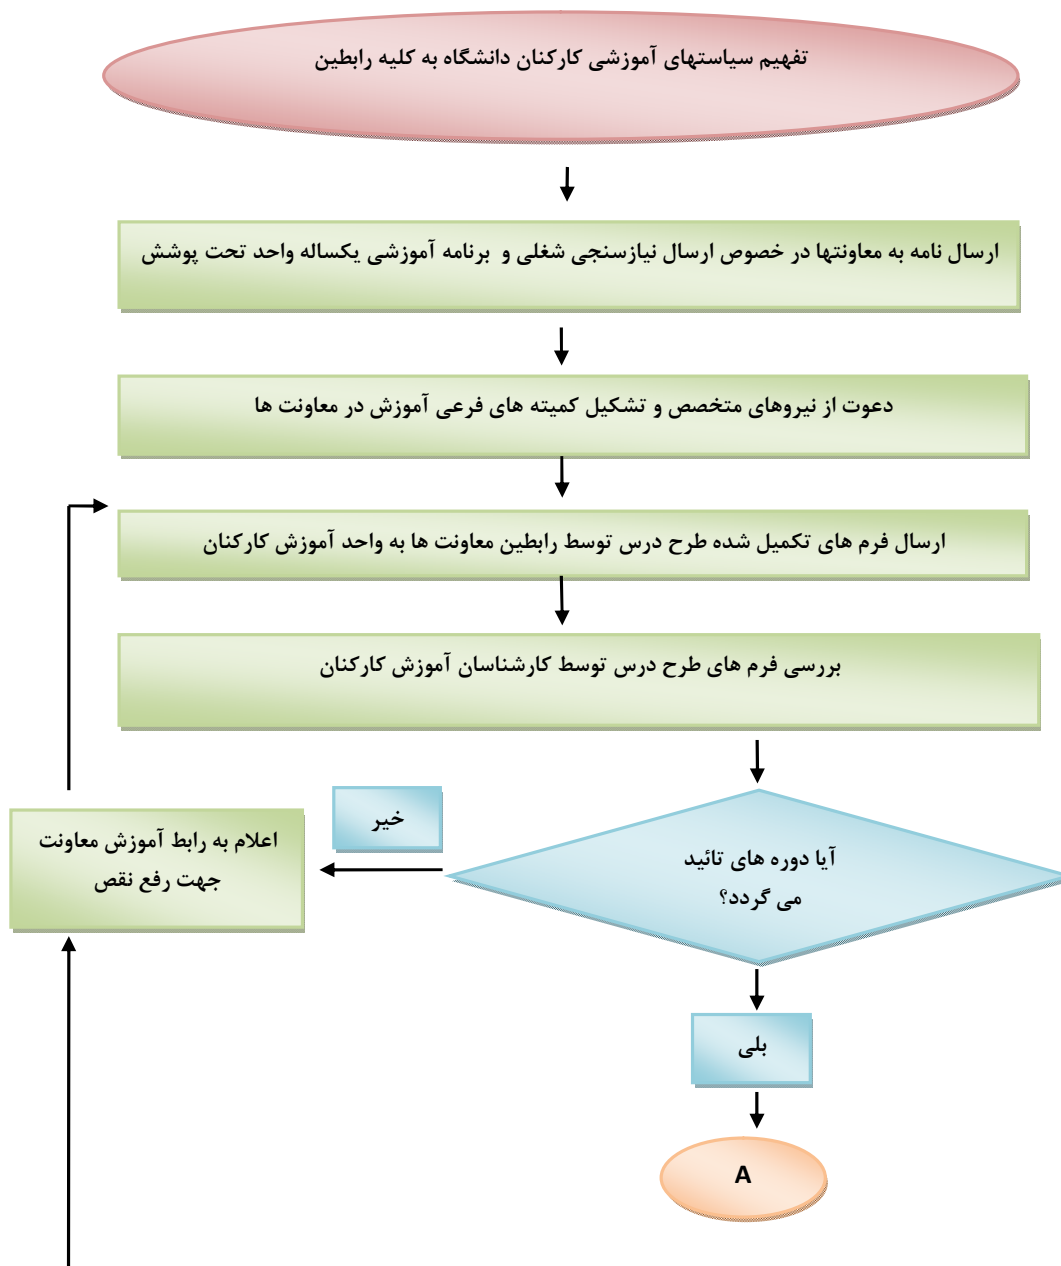 تفهیم سیاستهای آموزشی کارکنان دانشگاه به کلیه رابطین
ارسال نامه به معاونتها در خصوص ارسال نیازسنجی شغلی و برنامه آموزشی یکساله واحد تحت پوشش
دعوت از نیروهای متخصص و تشکیل کمیته های فرعی آموزش در معاونت ها
ارسال فرم های تکمیل شده طرح درس توسط رابطین معاونت ها به واحد آموزش کارکنان
بررسی فرم های طرح درس توسط کارشناسان آموزش کارکنان
آیا دوره های تائید
می گردد؟
خیر
اعلام به رابط آموزش معاونت
جهت رفع نقص
بلی
A